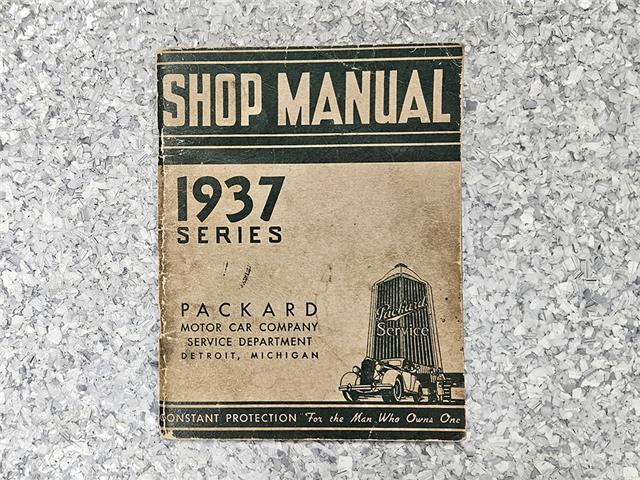 SHOP MANUAL
1937
SERIES
PACKARD
MOTOR CAR COMPANY
SERVICE DEPARTMENT
DETROIT, MICHIGAN
Packard
Service
CONSTANT PROTECTION "For the Man Who Owns One